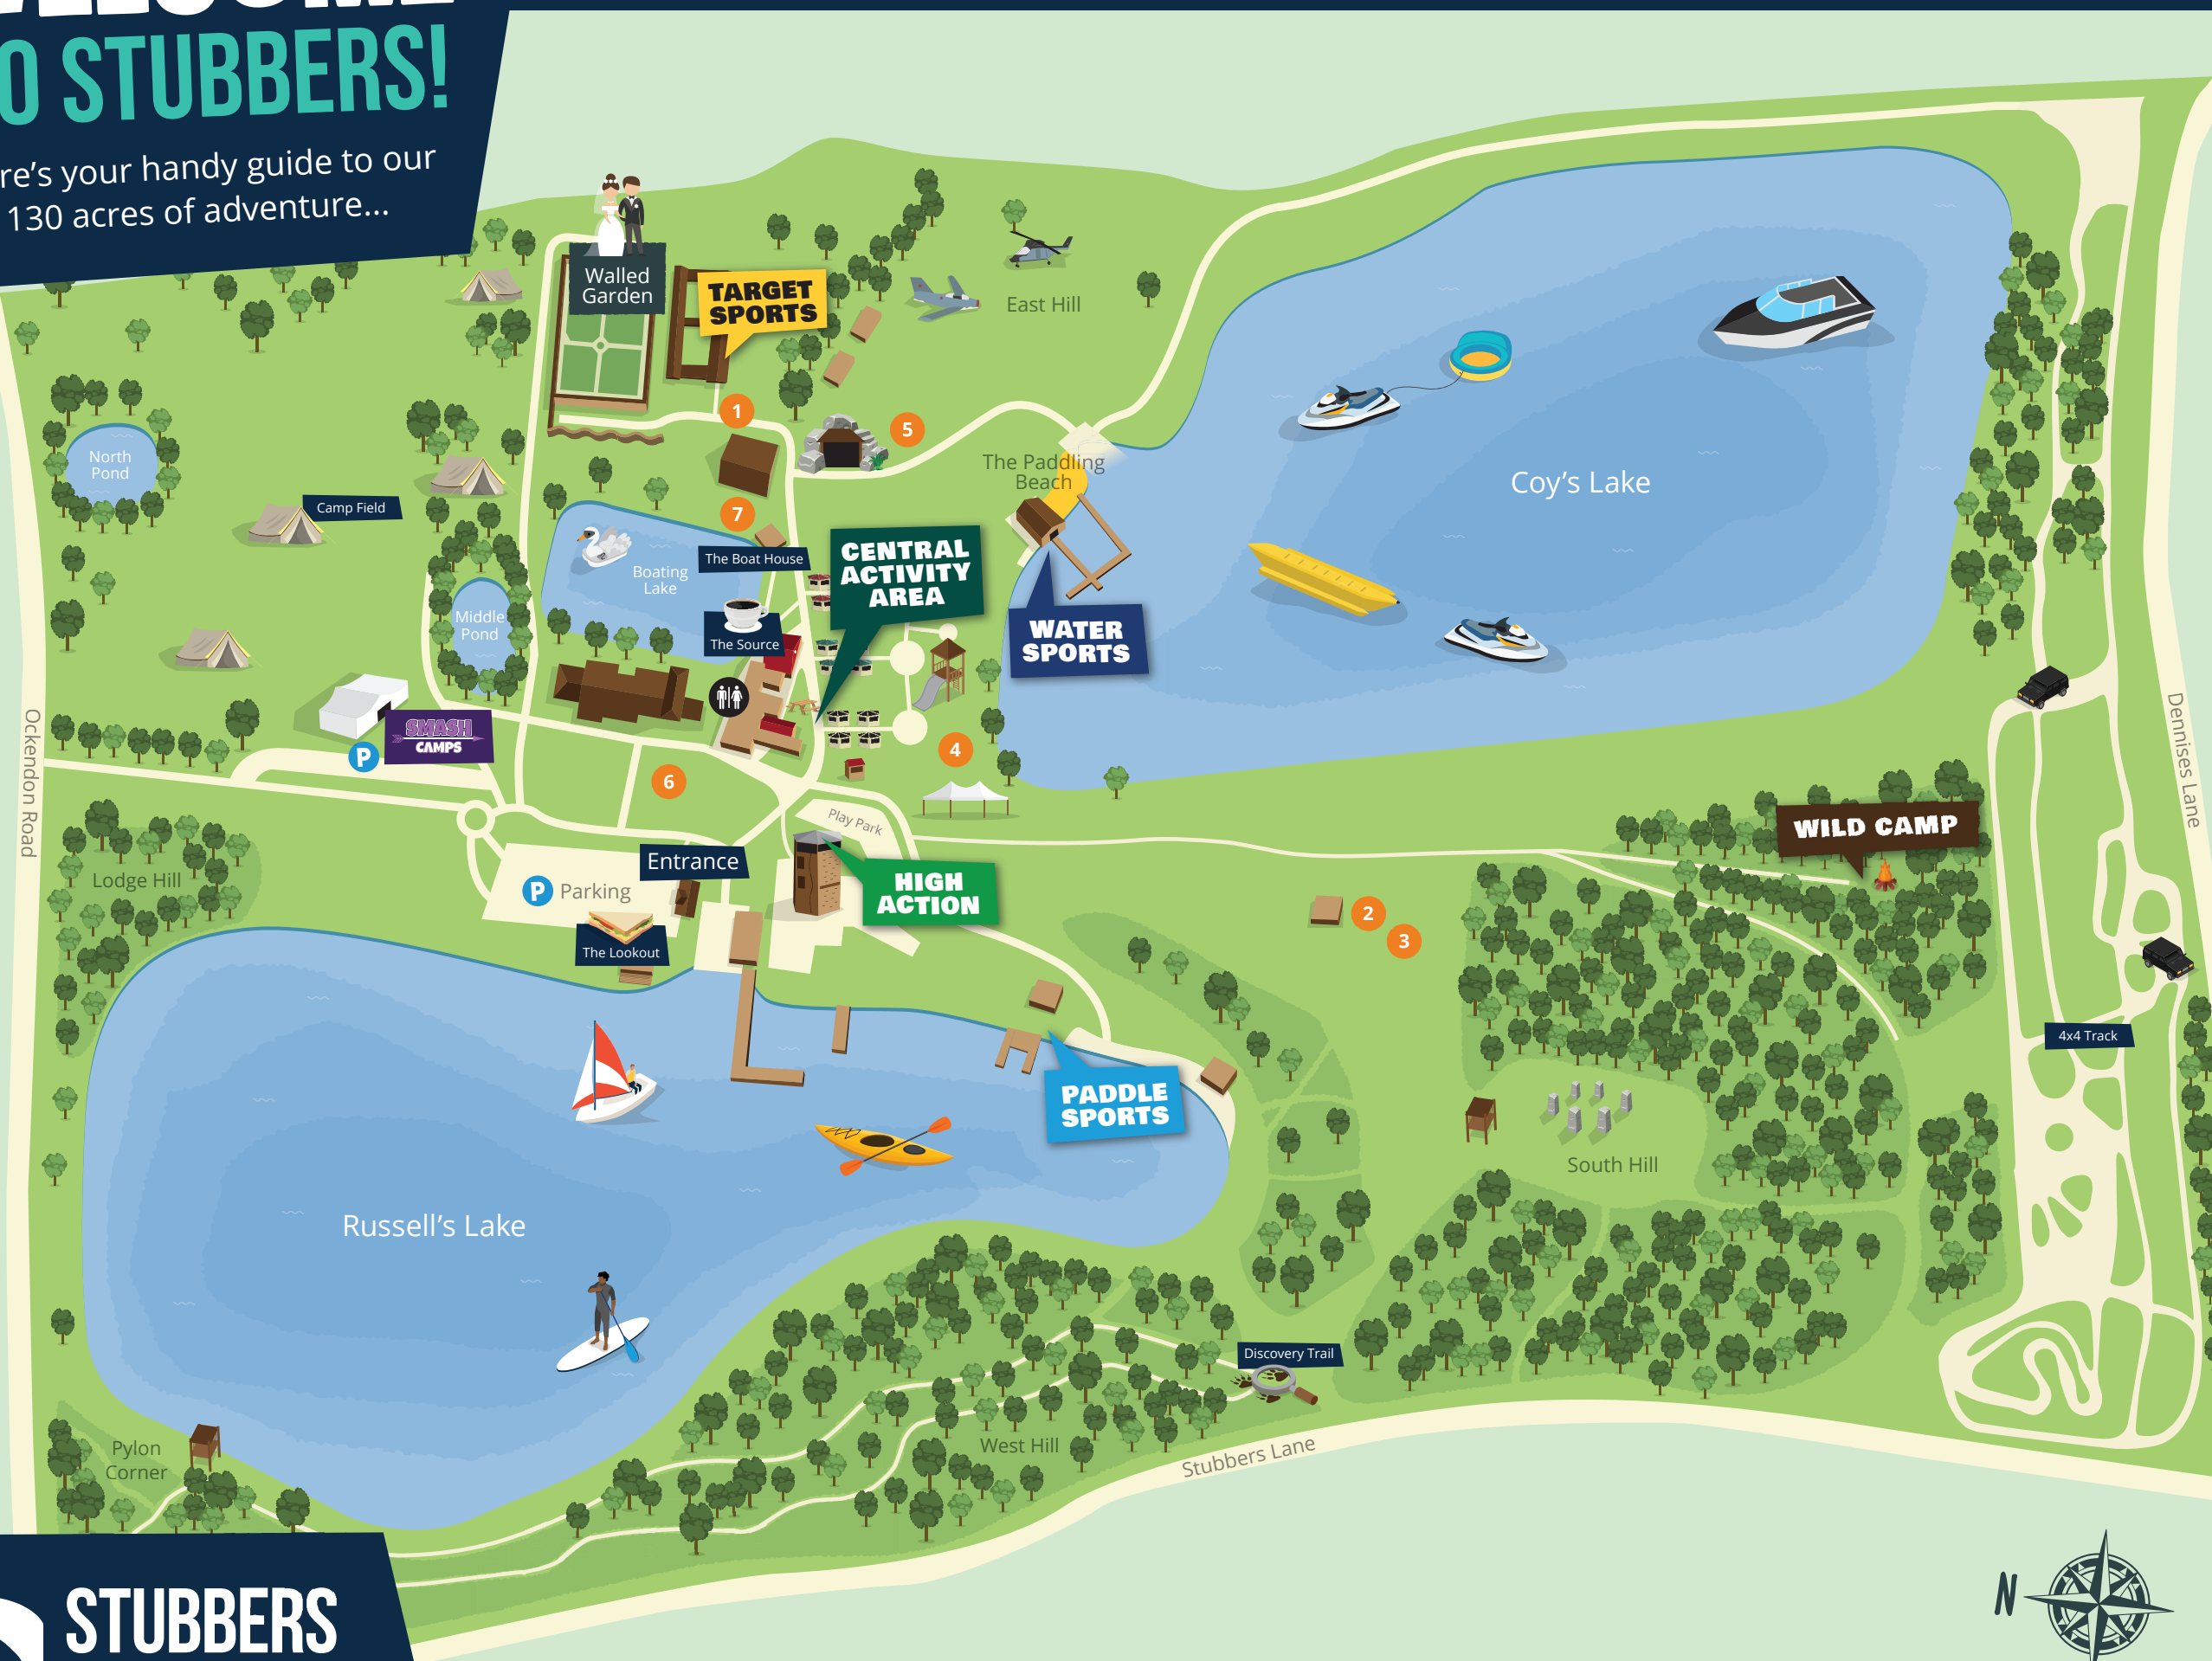 O STUBBERS!
re's your handy guide to our
130 acres of adventure...
Walled
Garden
TARGET
SPORTS
East Hill
1
5
North
Pond
The Paddling
Beach
Coy's Lake
Camp Field
7
The Boat House
CENTRAL
ACTIVITY
AREA
Boating
Lake
Middle
Pond
The Source
WATER
SPORTS
SMASH
CAMPS
P
4
6
Ockendon Road
Dennises Lane
Play Park
WILD CAMP
Entrance
Lodge Hill
P Parking
HIGH
ACTION
2
3
The Lookout
4x4 Track
PADDLE
SPORTS
South Hill
Russell's Lake
Discovery Trail
West Hill
Pylon
Corner
Stubbers Lane
STUBBERS
N